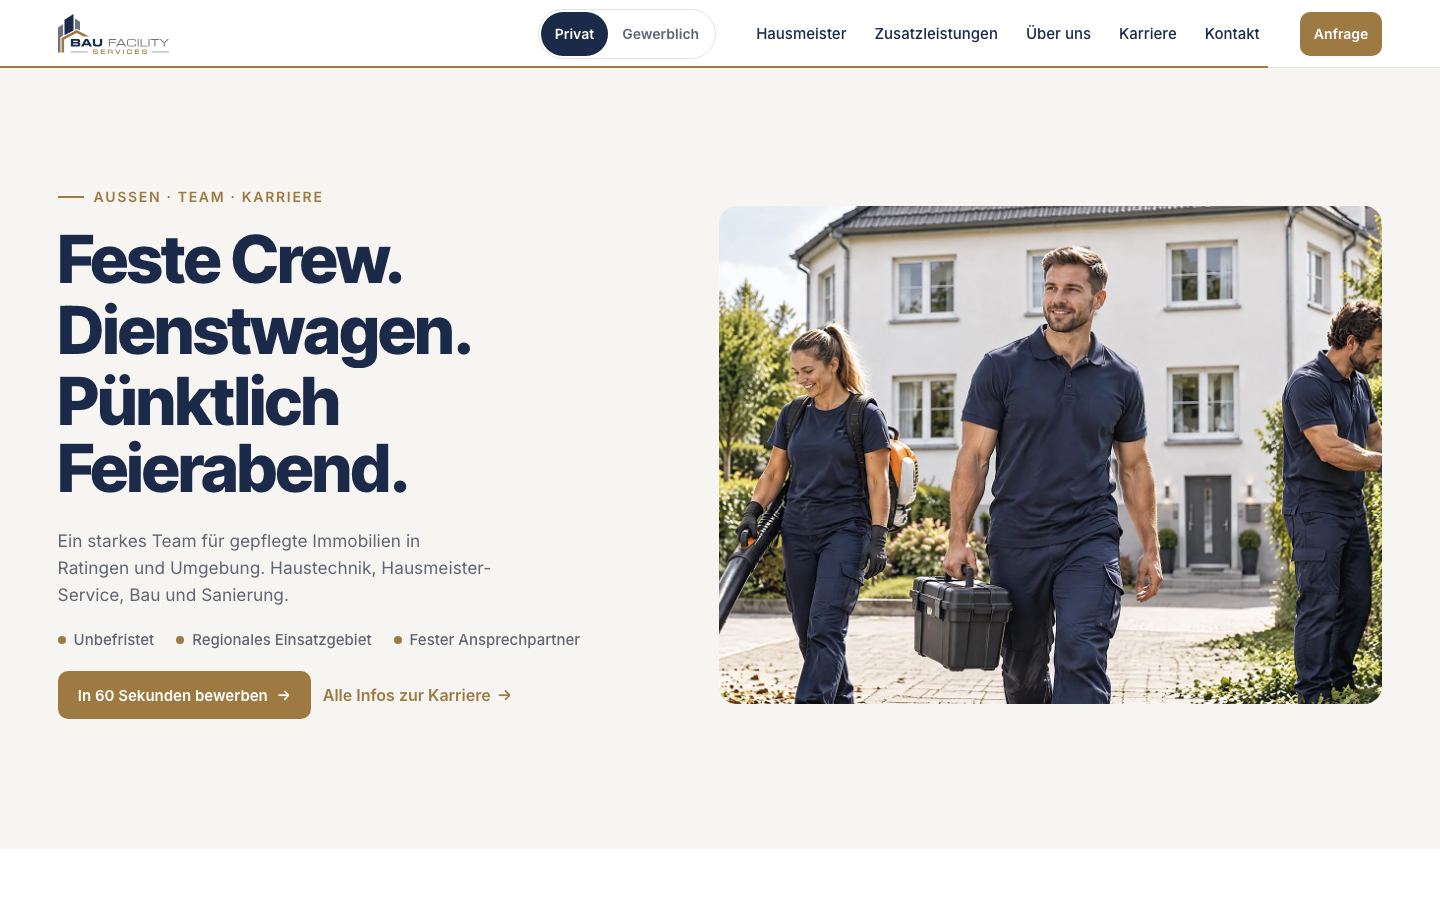 BAU FACILITY
SERVICES
Privat
Gewerblich
Hausmeister
Zusatzleistungen
Über uns
Karriere
Kontakt
Anfrage
AUSSEN · TEAM · KARRIERE
Feste Crew.
Dienstwagen.
Pünktlich
Feierabend.
Ein starkes Team für gepflegte Immobilien in
Ratingen und Umgebung. Haustechnik, Hausmeister-
Service, Bau und Sanierung.
Unbefristet
Regionales Einsatzgebiet
Fester Ansprechpartner
In 60 Sekunden bewerben →
Alle Infos zur Karriere →